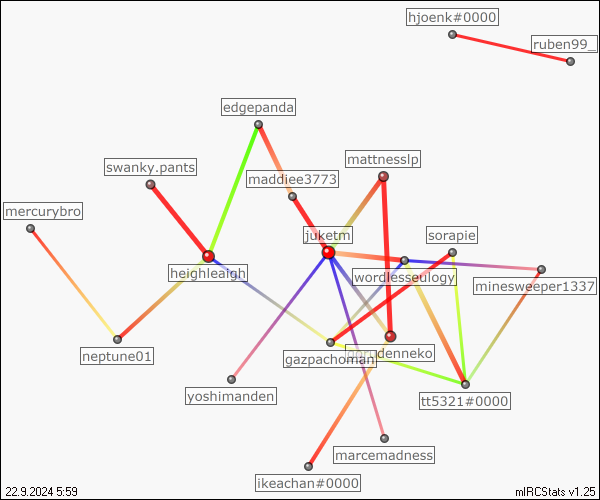 hjoenk#0000
ruben99_
edgepanda
mattnesslp
swanky.pants
maddiee3773
mercurybro
juketm
sorapie
heighleaigh
wordlesseulogy
minesweeper1337
neptune01
gazpachoman
yoshimanden
tt5321#0000
marcemadness
ikeachan#0000
22.9.2024 5:59
mIRCStats v1.25